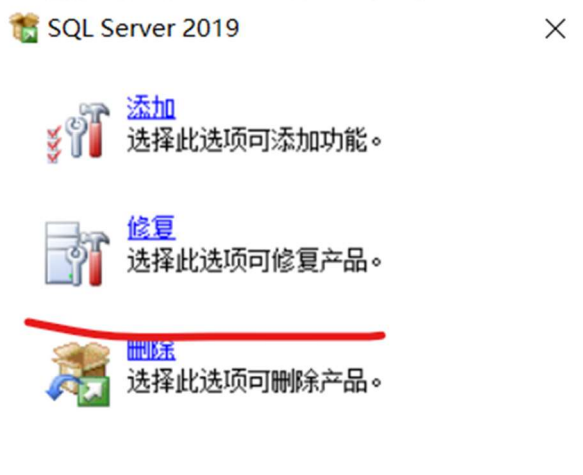 SQL Server 2019
添加
选择此选项可添加功能。
修复
选择此选项可修复产品。
删除
选择此选项可删除产品。